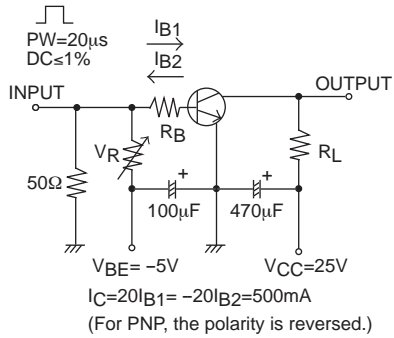 PW=20μs
DC≤1%
IB1
IB2
INPUT
OUTPUT
RB
VR
RL
50Ω
+
+
100μF
470μF
VBE= –5V
VCC=25V
IC=20IB1= –20IB2=500mA
(For PNP, the polarity is reversed.)